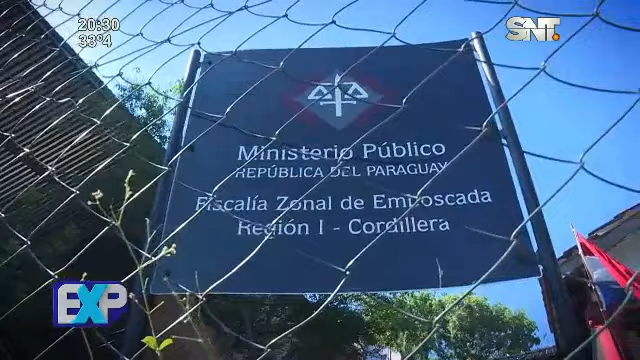 20:30
33°4
SNT.
Ministerio Público
REPÚBLICA DEL PARAGUAY
Fiscalía Zonal de Emboscada
Región I - Cordillera
EXP